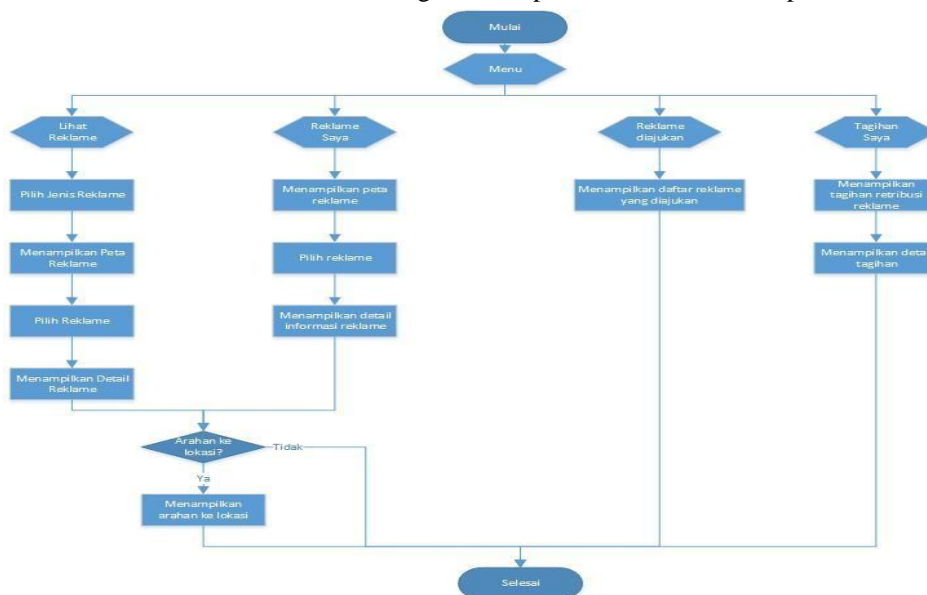 Mulai
Menu
Lihat
Reklame
Reklame
Saya
Reklame
diajukan
Tagihan
Saya
Pilih Jenis Reklame
Menampilkan peta
reklame
Menampilkan daftar reklame
yang diajukan
Menampilkan
tagihan retribusi
reklame
Menampilkan Peta
Reklame
Pilih reklame
Menampilkan detai
tagihan
Pilih Reklame
Menampilkan detail
informasi reklame
Menampilkan Detail
Reklame
Arahan ke
lokasi?
Tidak
Ya
Menampilkan
arahan ke lokasi
Selesai